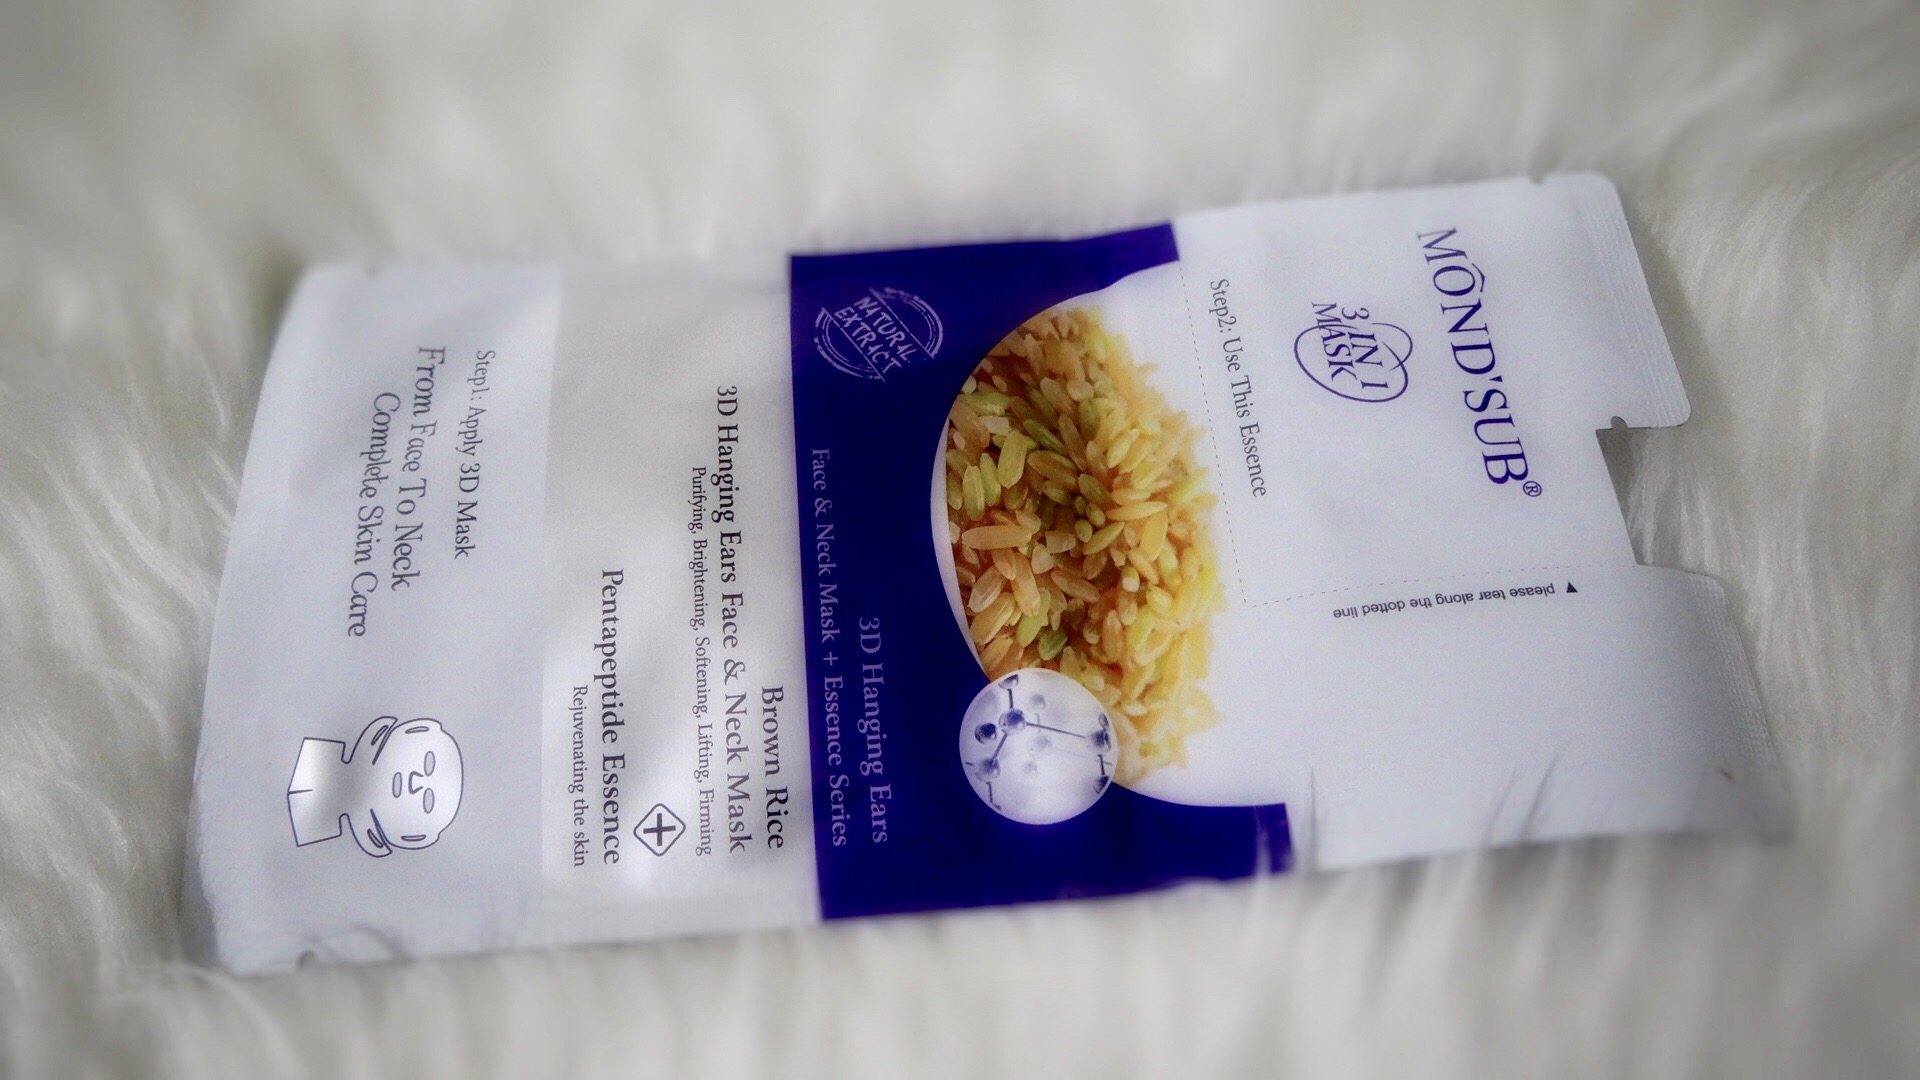 MÔND'SUB®
3 IN 1
MASK
▼ please tear along the dotted line
Step2: Use This Essence
NATURAL
EXTRACT
3D Hanging Ears
Face & Neck Mask + Essence Series
Brown Rice
3D Hanging Ears Face & Neck Mask
Purifying, Brightening, Softening, Lifting, Firming
+
Pentapeptide Essence
Rejuvenating the skin
Step1: Apply 3D Mask
From Face To Neck
Complete Skin Care